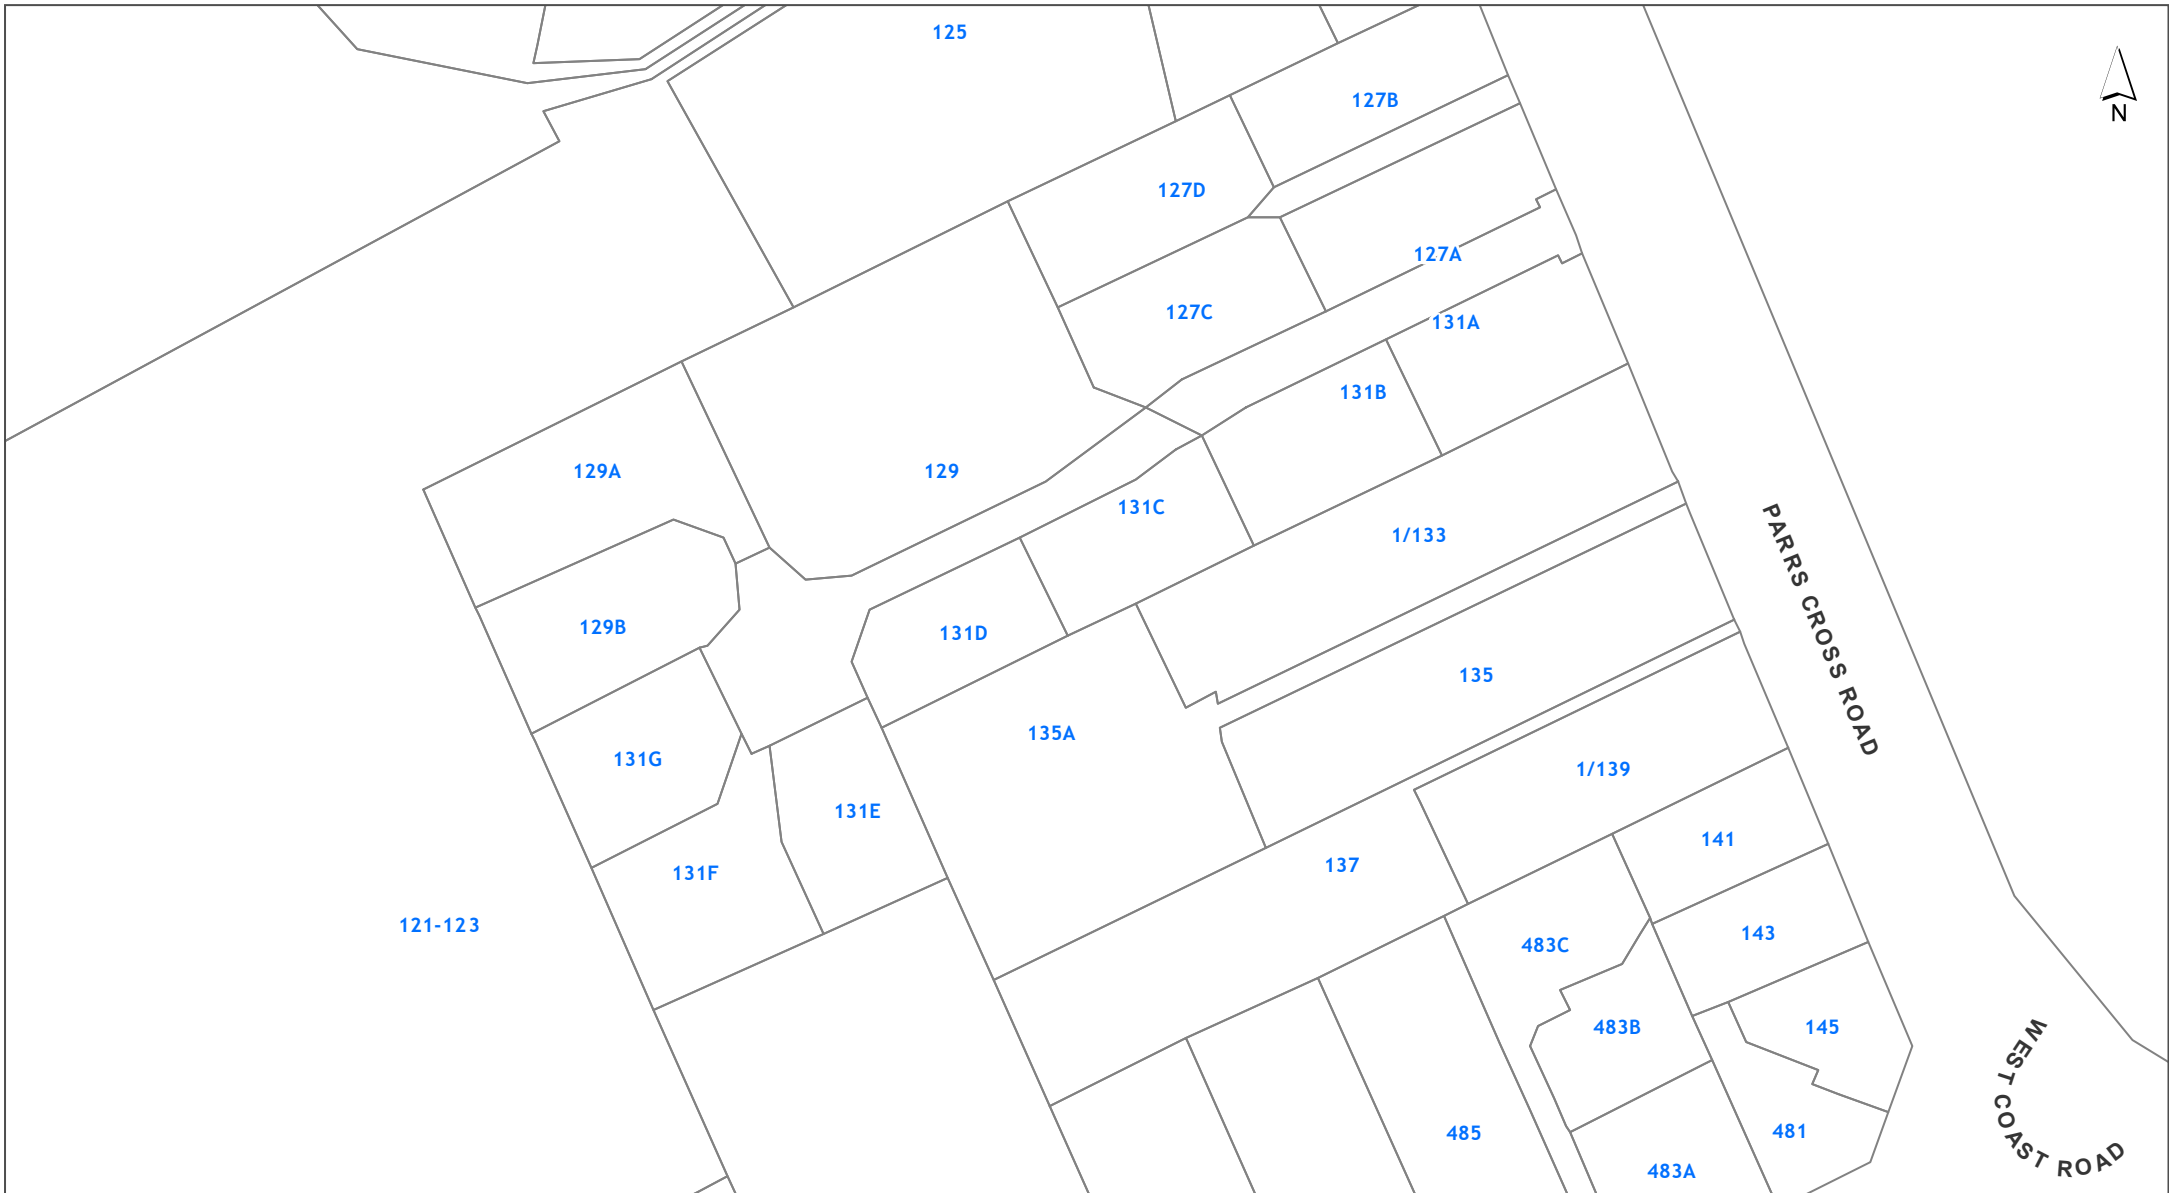 125
127B
N
127D
127A
127C
131A
131B
129A
129
131C
1/133
PARRS CROSS ROAD
129B
131D
135
135A
131G
1/139
131E
141
137
131F
121-123
143
483C
483B
145
WEST COAST ROAD
485
481
483A